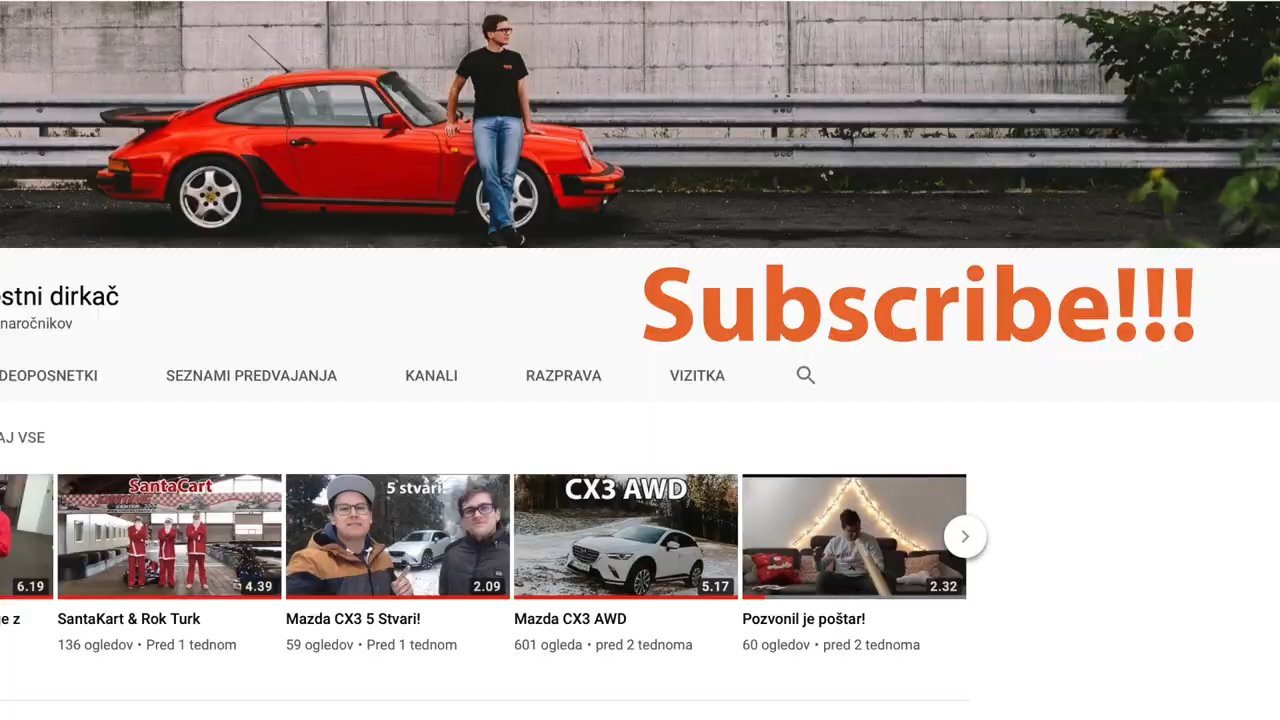 estni dirkač
naročnikov
Subscribe!!!
DEOPOSNETKI
SEZNAMI PREDVAJANJA
KANALI
RAZPRAVA
VIZITKA
AJ VSE
SantaCart
5 stvari
CX3 AWD
6.19
4.39
2.09
5.17
2.32
e z
SantaKart & Rok Turk
Mazda CX3 5 Stvari!
Mazda CX3 AWD
Pozvonil je poštar!
136 ogledov • Pred 1 tednom
59 ogledov • Pred 1 tednom
601 ogleda • pred 2 tednoma
60 ogledov • pred 2 tednoma